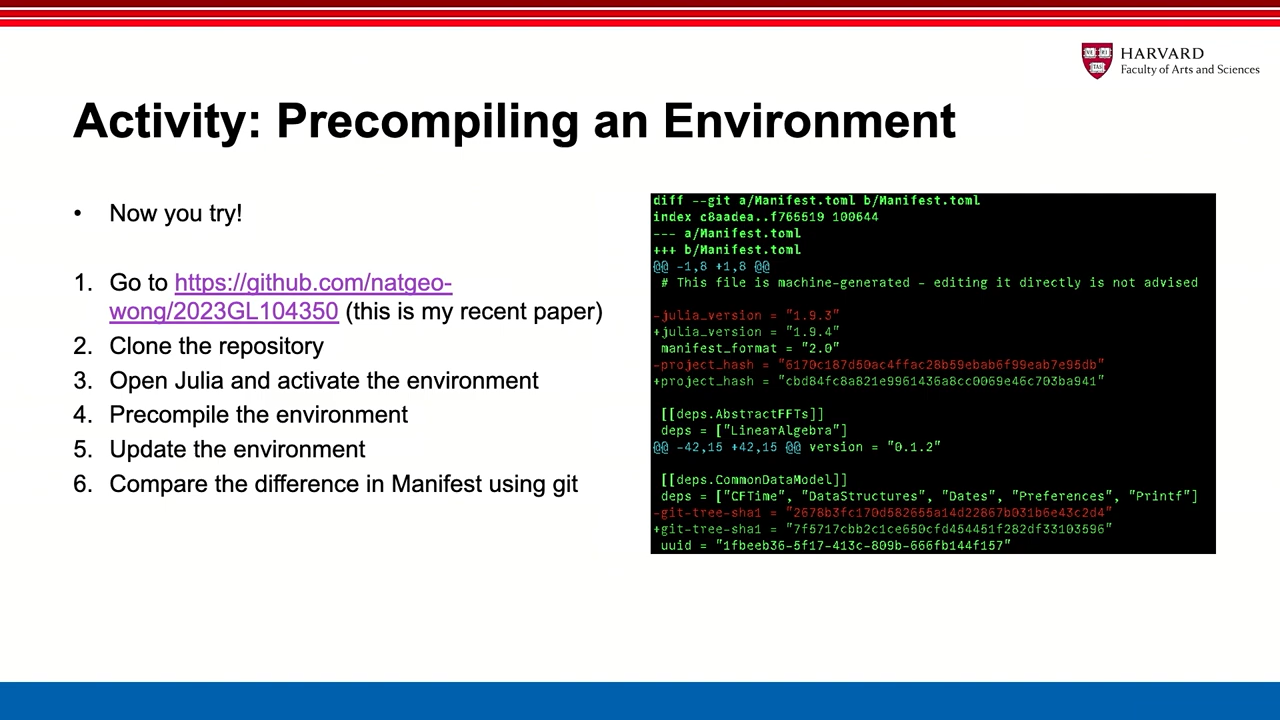 HARVARD
Faculty of Arts and Sciences
Activity: Precompiling an Environment
• Now you try!
1. Go to https://github.com/natgeo-
wong/2023GL104350 (this is my recent paper)
2. Clone the repository
3. Open Julia and activate the environment
4. Precompile the environment
5. Update the environment
6. Compare the difference in Manifest using git
diff --git a/Manifest.toml b/Manifest.toml
index c8aadea..f765519 100644
--- a/Manifest.toml
+++ b/Manifest.toml
@@ -1,8 +1,8 @@
# This file is machine-generated - editing it directly is not advised
-julia_version = "1.9.3"
+julia_version = "1.9.4"
manifest_format = "2.0"
-project_hash = "6170c187d50ac4ffac28b59ebab6f99eab7e95db"
+project_hash = "cbd84fc8a821e9961436a8cc0069e46c703ba941"
[[deps.AbstractFFTs]]
deps = ["LinearAlgebra"]
@@ -42,15 +42,15 @@ version = "0.1.2"
[[deps.CommonDataModel]]
deps = ["CFTime", "DataStructures", "Dates", "Preferences", "Printf"]
-git-tree-sha1 = "2678b3fc170d582655a14d22867b031b6e43c2d4"
+git-tree-sha1 = "7f5717cbb2c1ce650cfd454451f282df33103596"
uuid = "1fbeeb36-5f17-413c-809b-666fb144f157"